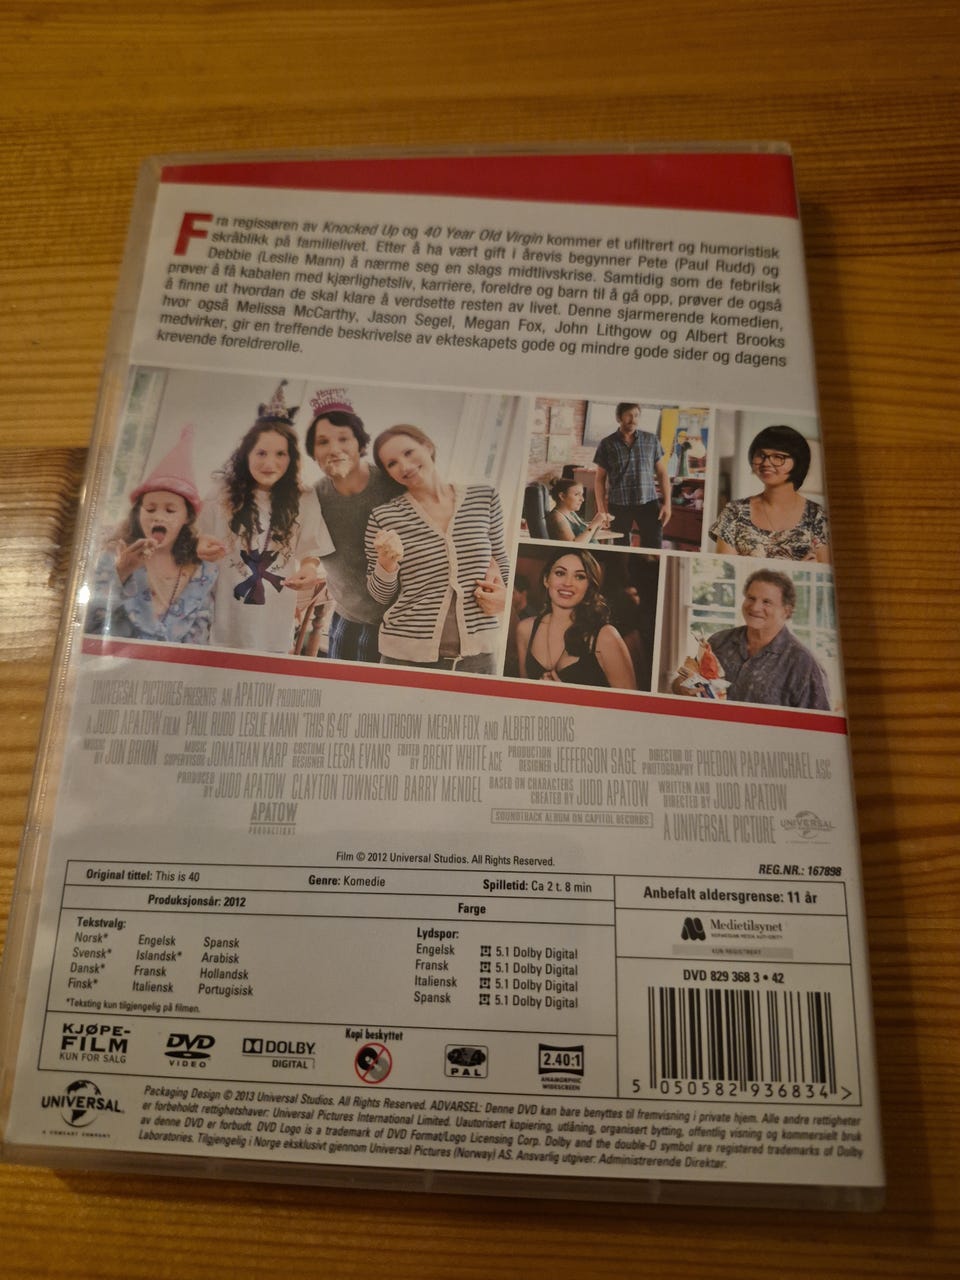 Fra regissøren av Knocked Up og 40 Year Old Virgin kommer et ufiltrert og humoristisk
skråblikk på familielivet. Etter å ha vært gift i årevis begynner Pete (Paul Rudd) og
Debbie (Leslie Mann) å nærme seg en slags midtlivskrise. Samtidig som de febrilsk
prøver å få kabalen med kjærlighetsliv, karriere, foreldre og barn til å gå opp, prøver de også
å finne ut hvordan de skal klare å verdsette resten av livet. Denne sjarmerende komedien,
hvor også Melissa McCarthy, Jason Segel, Megan Fox, John Lithgow og Albert Brooks
medvirker, gir en treffende beskrivelse av ekteskapets gode og mindre gode sider og dagens
krevende foreldrerolle.
UNIVERSAL PICTURES PRESENTS AN APATOW PRODUCTION
A JUDD APATOW FILM PAUL RUDD LESLIE MANN "THIS IS 40" JOHN LITHGOW MEGAN FOX AND ALBERT BROOKS
MUSIC BY JON BRION MUSIC SUPERVISOR JONATHAN KARP COSTUME DESIGNER LEESA EVANS EDITED BY BRENT WHITE ACE PRODUCTION DESIGNER JEFFERSON SAGE DIRECTOR OF PHOTOGRAPHY PHEDON PAPAMICHAEL ASC
PRODUCED BY JUDD APATOW CLAYTON TOWNSEND BARRY MENDEL BASED ON CHARACTERS CREATED BY JUDD APATOW WRITTEN AND DIRECTED BY JUDD APATOW
APATOW
PRODUCTIONS
SOUNDTRACK ALBUM ON CAPITOL RECORDS
A UNIVERSAL PICTURE
UNIVERSAL
Film © 2012 Universal Studios. All Rights Reserved.
REG.NR.: 167898
Original tittel: This is 40
Genre: Komedie
Spilletid: Ca 2 t. 8 min
Produksjonsår: 2012
Farge
Tekstvalg:
Norsk* Engelsk Spansk
Svensk* Islandsk* Arabisk
Dansk* Fransk Hollandsk
Finsk* Italiensk Portugisisk
*Teksting kun tilgjengelig på filmen.
Lydspor:
Engelsk 5.1 Dolby Digital
Fransk 5.1 Dolby Digital
Italiensk 5.1 Dolby Digital
Spansk 5.1 Dolby Digital
Anbefalt aldersgrense: 11 år
Medietilsynet
NORWEGIAN MEDIA AUTHORITY
KUN REGISTRERT
DVD 829 368 3 • 42
5 050582 936834 >
KJØPE-
FILM
KUN FOR SALG
DVD
VIDEO
DOLBY
DIGITAL
Kopi beskyttet
2,4
PAL
2.40:1
ANAMORPHIC
WIDESCREEN
UNIVERSAL
A COMCAST COMPANY
Packaging Design © 2013 Universal Studios. All Rights Reserved. ADVARSEL: Denne DVD kan bare benyttes til fremvisning i private hjem. Alle andre rettigheter
er forbeholdt rettighetshaver: Universal Pictures International Limited. Uautorisert kopiering, utlåning, organisert bytting, offentlig visning og kommersielt bruk
av denne DVD er forbudt. DVD Logo is a trademark of DVD Format/Logo Licensing Corp. Dolby and the double-D symbol are registered trademarks of Dolby
Laboratories. Tilgjengelig i Norge eksklusivt gjennom Universal Pictures (Norway) AS. Ansvarlig utgiver: Administrerende Direktør.